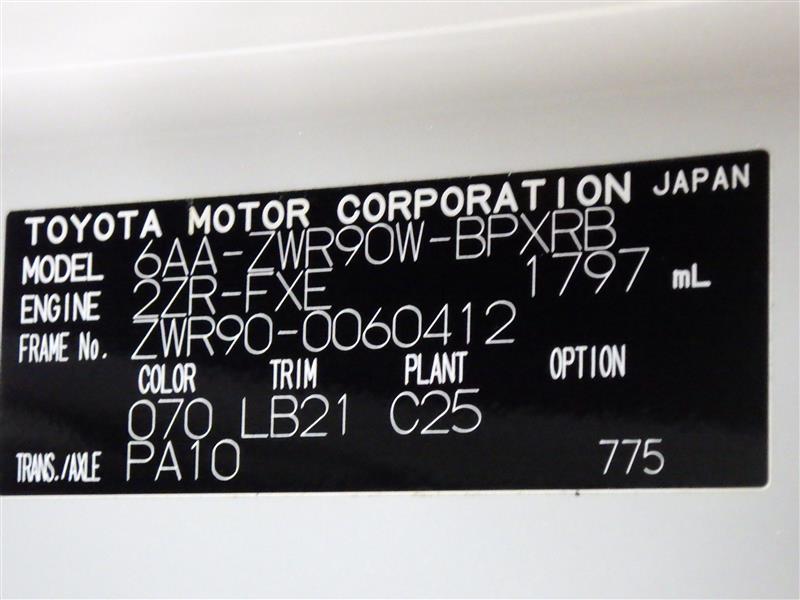 TOYOTA MOTOR CORPORATION JAPAN
MODEL 6AA-ZWR90W-BPXRB
ENGINE 2ZR-FXE 1797 mL
FRAME No. ZWR90-0060412
COLOR TRIM PLANT OPTION
070 LB21 C25
TRANS./AXLE PA10 775